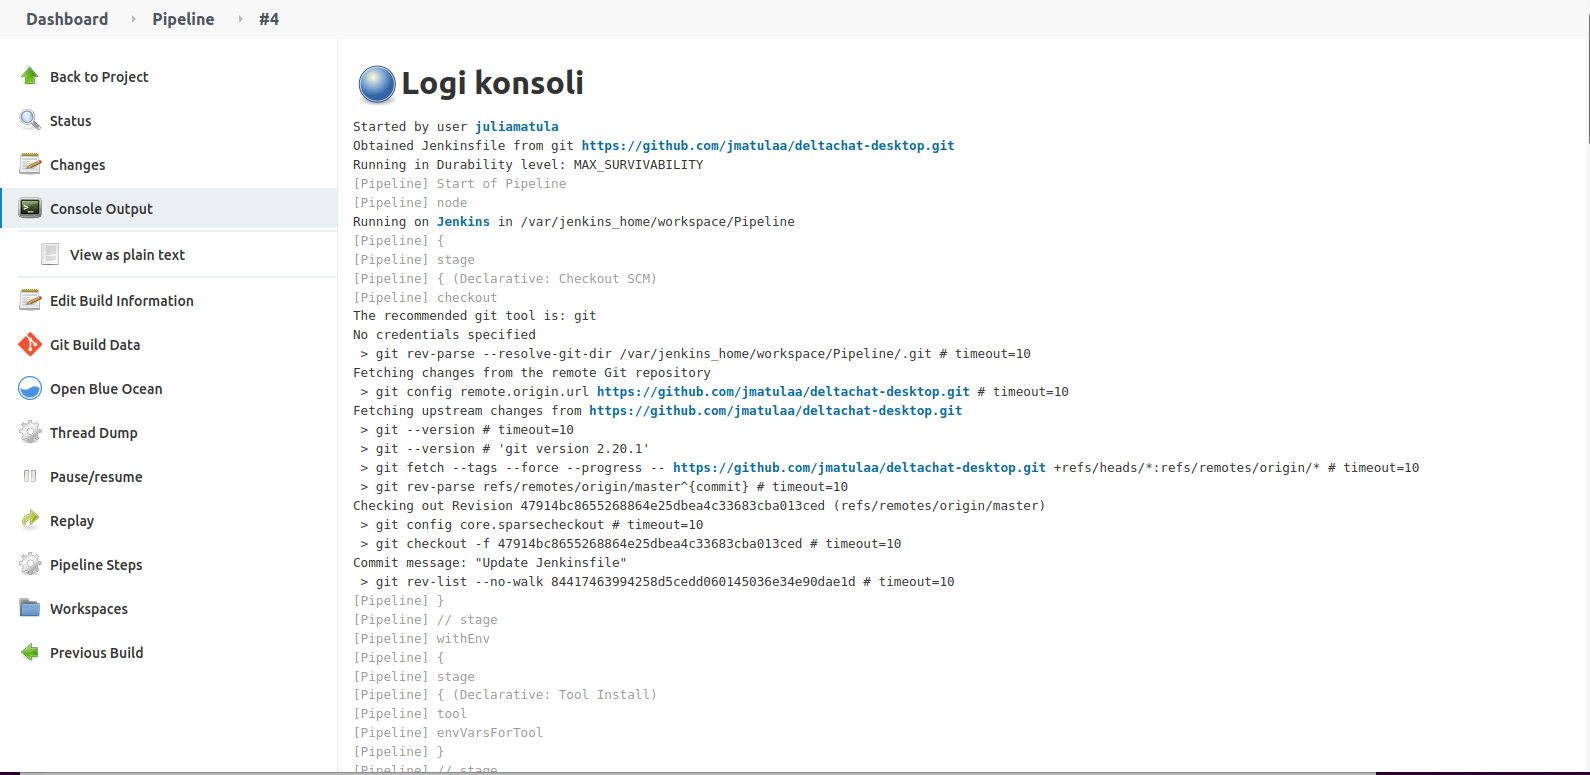 Dashboard Pipeline #4
Back to Project
Status
Changes
Console Output
View as plain text
Edit Build Information
Git Build Data
Open Blue Ocean
Thread Dump
Pause/resume
Replay
Pipeline Steps
Workspaces
Previous Build
Logi konsoli
Started by user juliamatula
Obtained Jenkinsfile from git https://github.com/jmatulaa/deltachat-desktop.git
Running in Durability level: MAX_SURVIVABILITY
[Pipeline] Start of Pipeline
[Pipeline] node
Running on Jenkins in /var/jenkins_home/workspace/Pipeline
[Pipeline] {
[Pipeline] stage
[Pipeline] { (Declarative: Checkout SCM)
[Pipeline] checkout
The recommended git tool is: git
No credentials specified
 > git rev-parse --resolve-git-dir /var/jenkins_home/workspace/Pipeline/.git # timeout=10
Fetching changes from the remote Git repository
 > git config remote.origin.url https://github.com/jmatulaa/deltachat-desktop.git # timeout=10
Fetching upstream changes from https://github.com/jmatulaa/deltachat-desktop.git
 > git --version # timeout=10
 > git --version # 'git version 2.20.1'
 > git fetch --tags --force --progress -- https://github.com/jmatulaa/deltachat-desktop.git +refs/heads/*:refs/remotes/origin/* # timeout=10
 > git rev-parse refs/remotes/origin/master^{commit} # timeout=10
Checking out Revision 47914bc8655268864e25dbea4c33683cba013ced (refs/remotes/origin/master)
 > git config core.sparsecheckout # timeout=10
 > git checkout -f 47914bc8655268864e25dbea4c33683cba013ced # timeout=10
Commit message: "Update Jenkinsfile"
 > git rev-list --no-walk 84417463994258d5cedd060145036e34e90dae1d # timeout=10
[Pipeline] }
[Pipeline] // stage
[Pipeline] withEnv
[Pipeline] {
[Pipeline] stage
[Pipeline] { (Declarative: Tool Install)
[Pipeline] tool
[Pipeline] envVarsForTool
[Pipeline] }
[Pipeline] // stage